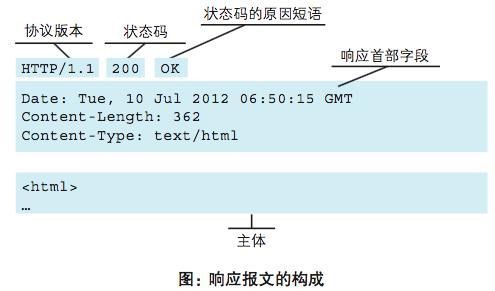 状态码的原因短语
协议版本 状态码
响应首部字段
HTTP/1.1 200 OK
Date: Tue, 10 Jul 2012 06:50:15 GMT
Content-Length: 362
Content-Type: text/html
<html>
…
主体
图：响应报文的构成